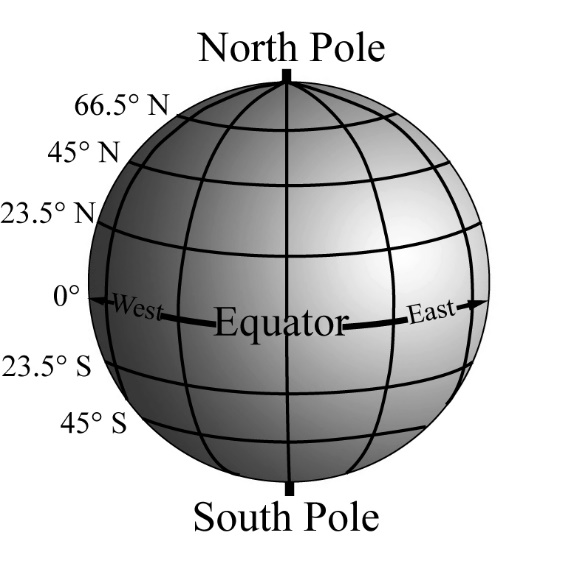 North Pole
66.5° N
45° N
23.5° N
0°
West
Equator
East
23.5° S
45° S
South Pole